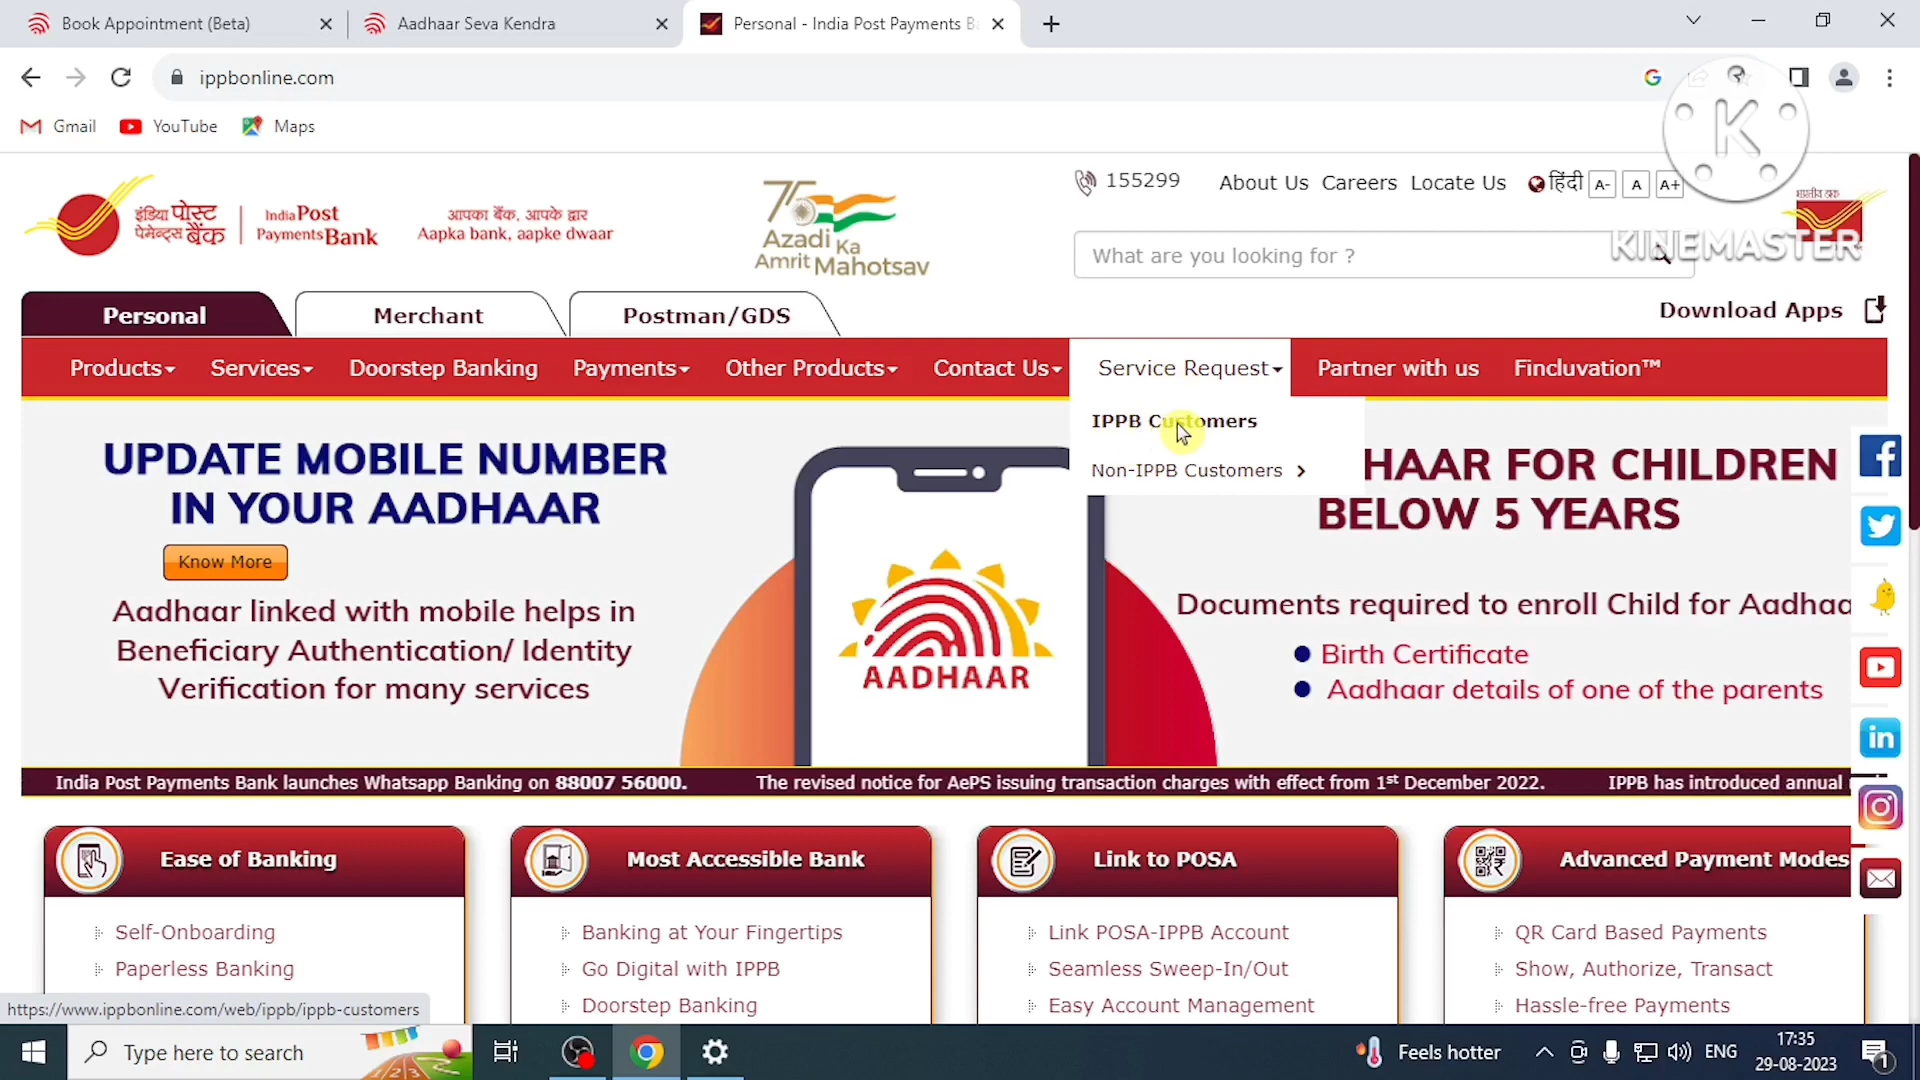 Book Appointment (Beta)
Aadhaar Seva Kendra
Personal - India Post Payments B
ippbonline.com
Gmail
YouTube
Maps
इंडिया पोस्ट
पेमेन्ट्स बैंक
IndiaPost
PaymentsBank
आपका बैंक, आपके द्वार
Aapka bank, aapke dwaar
75
Azadi Ka
Amrit Mahotsav
155299
About Us
Careers
Locate Us
हिंदी
A-
A
A+
K
KINEMASTER
What are you looking for ?
Personal
Merchant
Postman/GDS
Download Apps
Products
Services
Doorstep Banking
Payments
Other Products
Contact Us
Service Request
Partner with us
Fincluvation™
IPPB Customers
Non-IPPB Customers
UPDATE MOBILE NUMBER
IN YOUR AADHAAR
Know More
Aadhaar linked with mobile helps in
Beneficiary Authentication/ Identity
Verification for many services
AADHAAR
HAAR FOR CHILDREN
BELOW 5 YEARS
Documents required to enroll Child for Aadhaa
Birth Certificate
Aadhaar details of one of the parents
India Post Payments Bank launches Whatsapp Banking on 88007 56000.
The revised notice for AePS issuing transaction charges with effect from 1st December 2022.
IPPB has introduced annual
Ease of Banking
Self-Onboarding
Paperless Banking
Most Accessible Bank
Banking at Your Fingertips
Go Digital with IPPB
Doorstep Banking
Link to POSA
Link POSA-IPPB Account
Seamless Sweep-In/Out
Easy Account Management
Advanced Payment Modes
QR Card Based Payments
Show, Authorize, Transact
Hassle-free Payments
https://www.ippbonline.com/web/ippb/ippb-customers
Type here to search
Feels hotter
ENG
17:35
29-08-2023
1